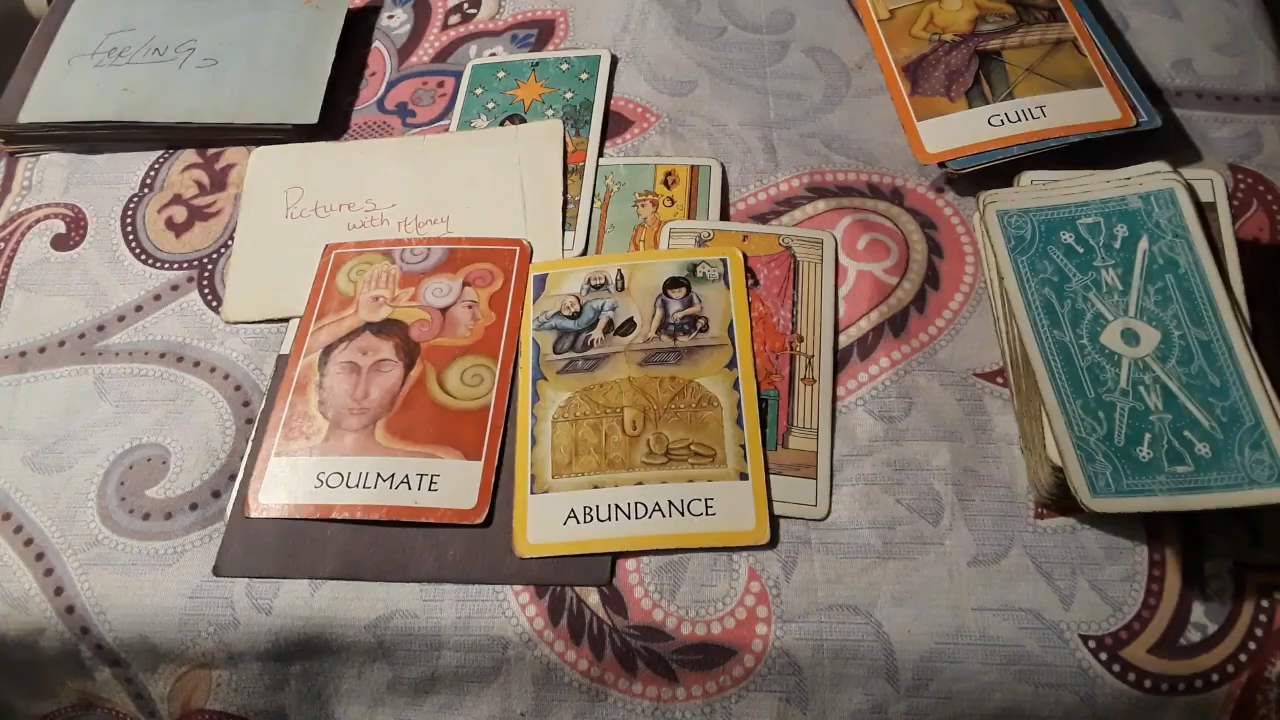 FEELING
Pictures
with Money
GUILT
SOULMATE
ABUNDANCE
M
W